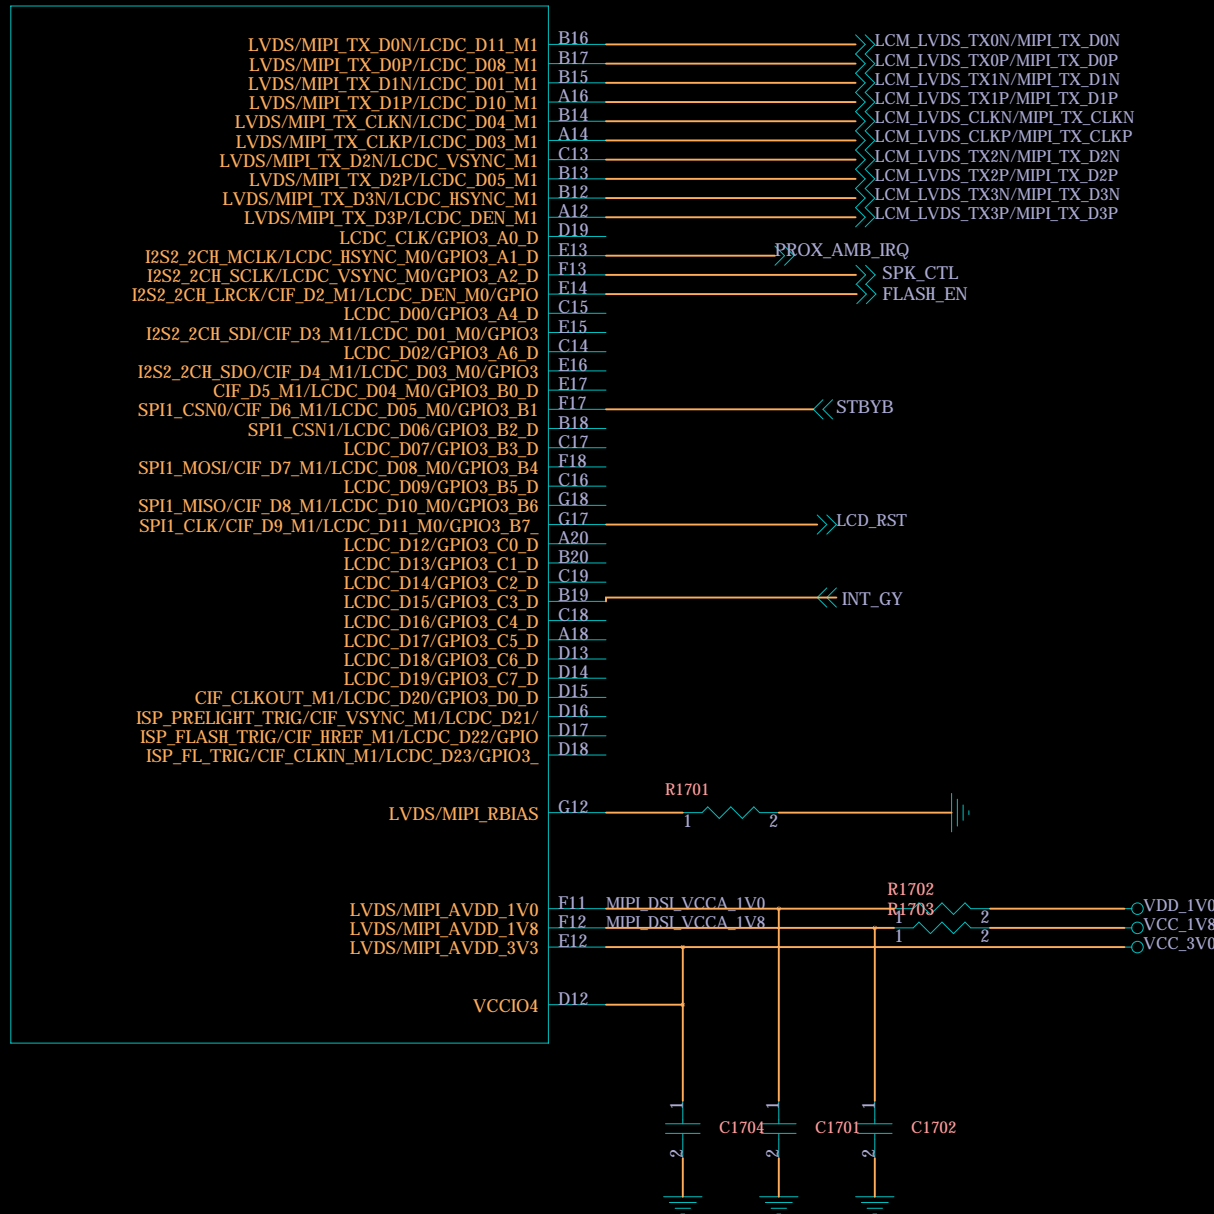 LVDS/MIPI_TX_D0N/LCDC_D11_M1 B16 LCM_LVDS_TX0N/MIPI_TX_D0N
LVDS/MIPI_TX_D0P/LCDC_D08_M1 B17 LCM_LVDS_TX0P/MIPI_TX_D0P
LVDS/MIPI_TX_D1N/LCDC_D01_M1 B15 LCM_LVDS_TX1N/MIPI_TX_D1N
LVDS/MIPI_TX_D1P/LCDC_D10_M1 A16 LCM_LVDS_TX1P/MIPI_TX_D1P
LVDS/MIPI_TX_CLKN/LCDC_D04_M1 B14 LCM_LVDS_CLKN/MIPI_TX_CLKN
LVDS/MIPI_TX_CLKP/LCDC_D03_M1 A14 LCM_LVDS_CLKP/MIPI_TX_CLKP
LVDS/MIPI_TX_D2N/LCDC_VSYNC_M1 C13 LCM_LVDS_TX2N/MIPI_TX_D2N
LVDS/MIPI_TX_D2P/LCDC_D05_M1 B13 LCM_LVDS_TX2P/MIPI_TX_D2P
LVDS/MIPI_TX_D3N/LCDC_HSYNC_M1 B12 LCM_LVDS_TX3N/MIPI_TX_D3N
LVDS/MIPI_TX_D3P/LCDC_DEN_M1 A12 LCM_LVDS_TX3P/MIPI_TX_D3P
LCDC_CLK/GPIO3_A0_D D19
I2S2_2CH_MCLK/LCDC_HSYNC_M0/GPIO3_A1_D E13 PROX_AMB_IRQ
I2S2_2CH_SCLK/LCDC_VSYNC_M0/GPIO3_A2_D F13 SPK_CTL
I2S2_2CH_LRCK/CIF_D2_M1/LCDC_DEN_M0/GPIO E14 FLASH_EN
LCDC_D00/GPIO3_A4_D C15
I2S2_2CH_SDI/CIF_D3_M1/LCDC_D01_M0/GPIO3 E15
LCDC_D02/GPIO3_A6_D C14
I2S2_2CH_SDO/CIF_D4_M1/LCDC_D03_M0/GPIO3 E16
CIF_D5_M1/LCDC_D04_M0/GPIO3_B0_D E17
SPI1_CSN0/CIF_D6_M1/LCDC_D05_M0/GPIO3_B1 F17 STBYB
SPI1_CSN1/LCDC_D06/GPIO3_B2_D B18
LCDC_D07/GPIO3_B3_D C17
SPI1_MOSI/CIF_D7_M1/LCDC_D08_M0/GPIO3_B4 F18
LCDC_D09/GPIO3_B5_D C16
SPI1_MISO/CIF_D8_M1/LCDC_D10_M0/GPIO3_B6 G18
SPI1_CLK/CIF_D9_M1/LCDC_D11_M0/GPIO3_B7_ G17 LCD_RST
LCDC_D12/GPIO3_C0_D A20
LCDC_D13/GPIO3_C1_D B20
LCDC_D14/GPIO3_C2_D C19
LCDC_D15/GPIO3_C3_D B19 INT_GY
LCDC_D16/GPIO3_C4_D C18
LCDC_D17/GPIO3_C5_D A18
LCDC_D18/GPIO3_C6_D D13
LCDC_D19/GPIO3_C7_D D14
CIF_CLKOUT_M1/LCDC_D20/GPIO3_D0_D D15
ISP_PRELIGHT_TRIG/CIF_VSYNC_M1/LCDC_D21/ D16
ISP_FLASH_TRIG/CIF_HREF_M1/LCDC_D22/GPIO D17
ISP_FL_TRIG/CIF_CLKIN_M1/LCDC_D23/GPIO3_ D18
R1701
LVDS/MIPI_RBIAS G12 1 2
R1702
LVDS/MIPI_AVDD_1V0 F11 MIPI_DSI_VCCA_1V0 1 2 VDD_1V0
R1703
LVDS/MIPI_AVDD_1V8 F12 MIPI_DSI_VCCA_1V8 1 2 VCC_1V8
LVDS/MIPI_AVDD_3V3 E12 VCC_3V0
VCCIO4 D12
1 1 1
C1704 C1701 C1702
2 2 2